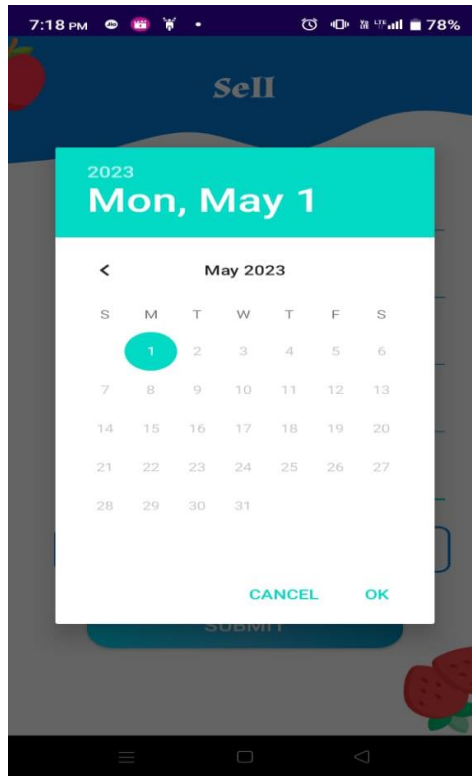 7:18 PM 78%
Sell
2023
Mon, May 1
May 2023
S M T W T F S
1 2 3 4 5 6
7 8 9 10 11 12 13
14 15 16 17 18 19 20
21 22 23 24 25 26 27
28 29 30 31
CANCEL OK
SUBMIT